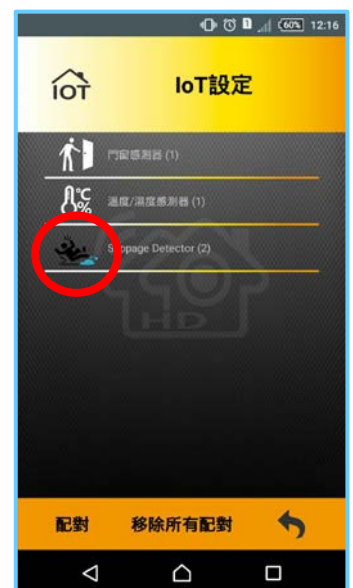 60% 12:16
IOT
IoT設定
門窗感測器 (1)
℃
%
溫度/濕度感測器 (1)
Slippage Detector (2)
HD
配對 移除所有配對